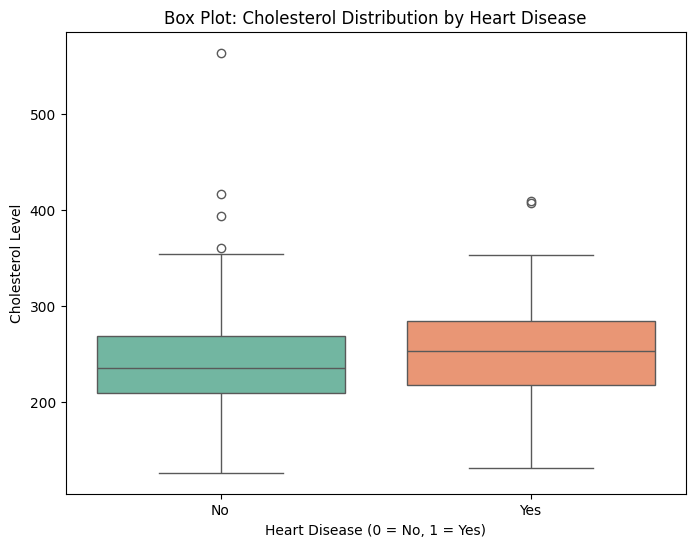 Box Plot: Cholesterol Distribution by Heart Disease
Cholesterol Level
500
400
300
200
No
Yes
Heart Disease (0 = No, 1 = Yes)